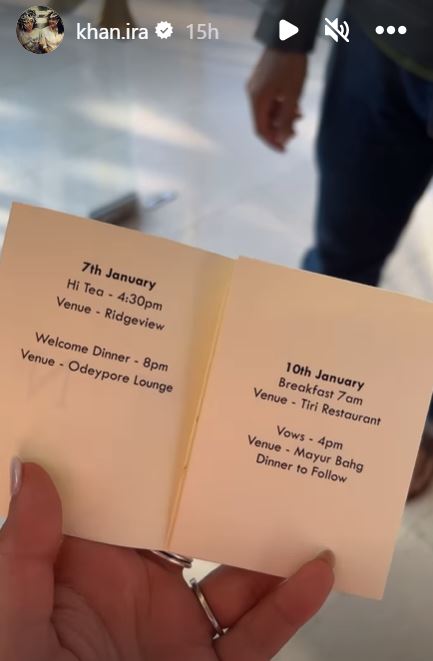 khan.ira 15h
7th January
Hi Tea - 4:30pm
Venue - Ridgeview
Welcome Dinner - 8pm
Venue - Odeypore Lounge
10th January
Breakfast 7am
Venue - Tiri Restaurant
Vows - 4pm
Venue - Mayur Bahg
Dinner to Follow